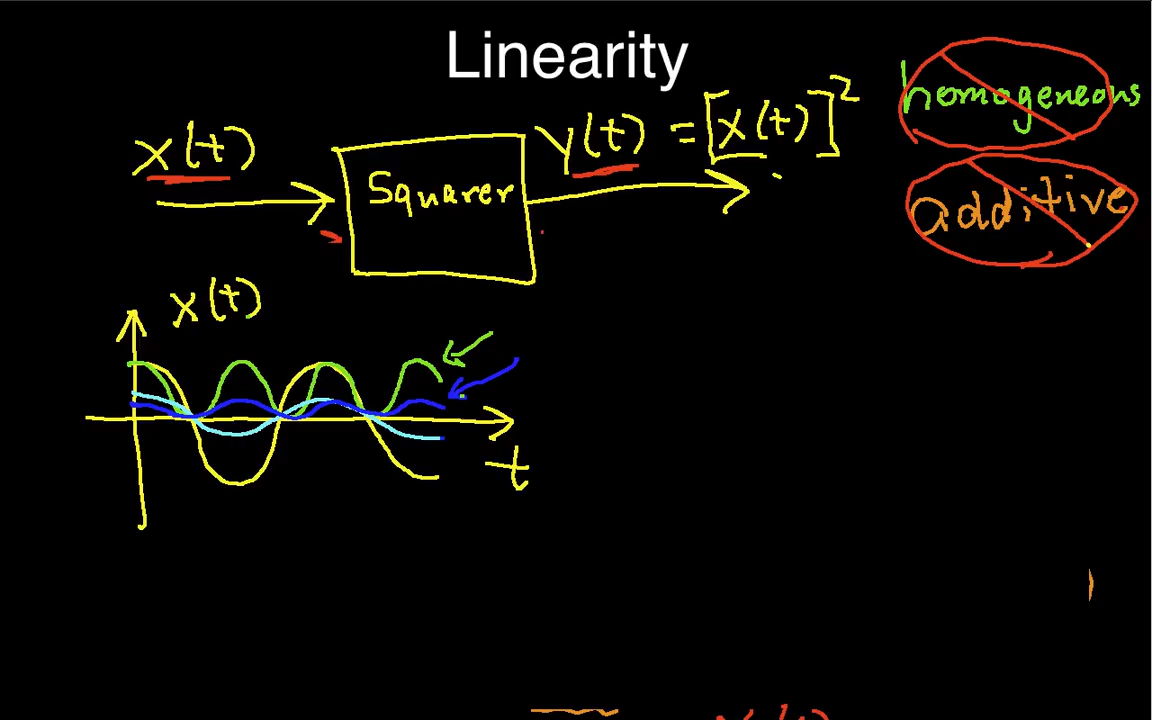 Linearity
homogeneous
x(t)
Squarer
y(t) = [x(t)]²
additive
x(t)
t